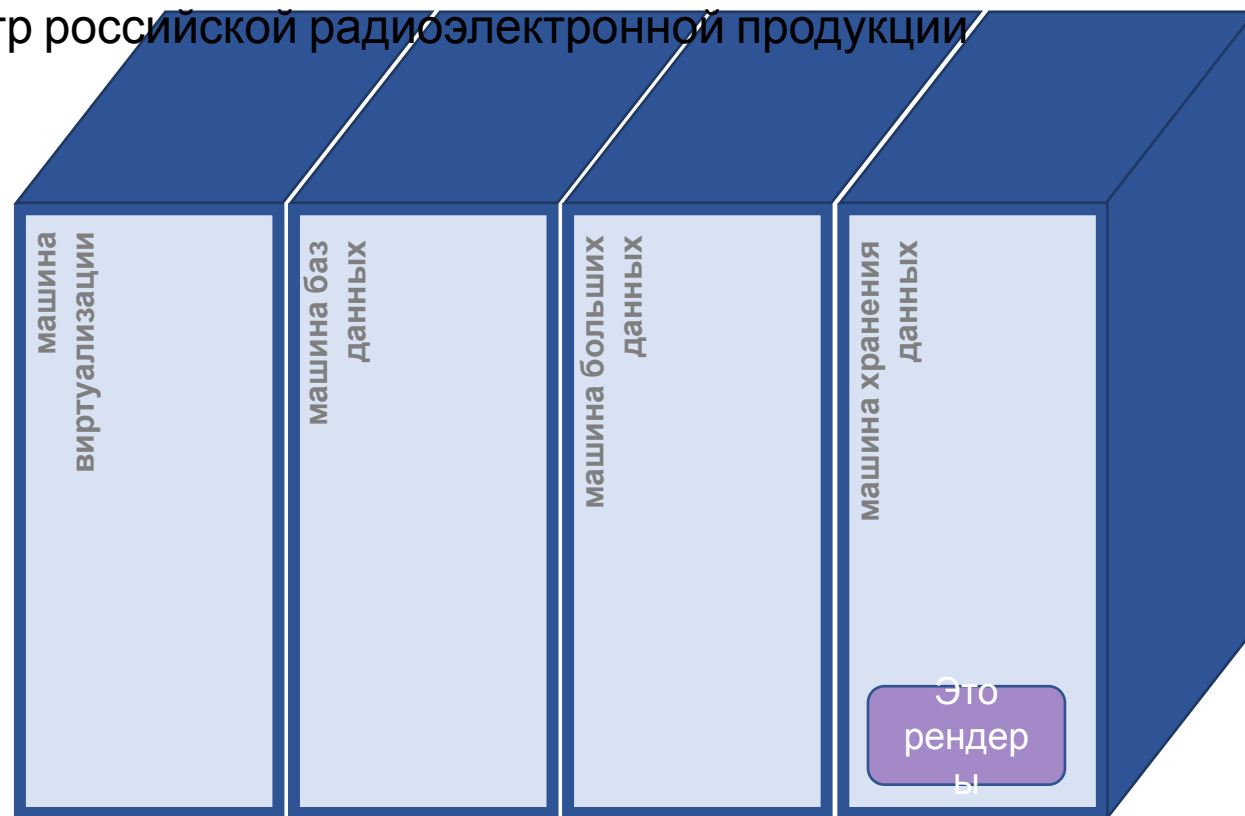 тр российской радиоэлектронной продукции
машина
виртуализации
машина баз
данных
машина больших
данных
машина хранения
данных
Это
рендер
ы